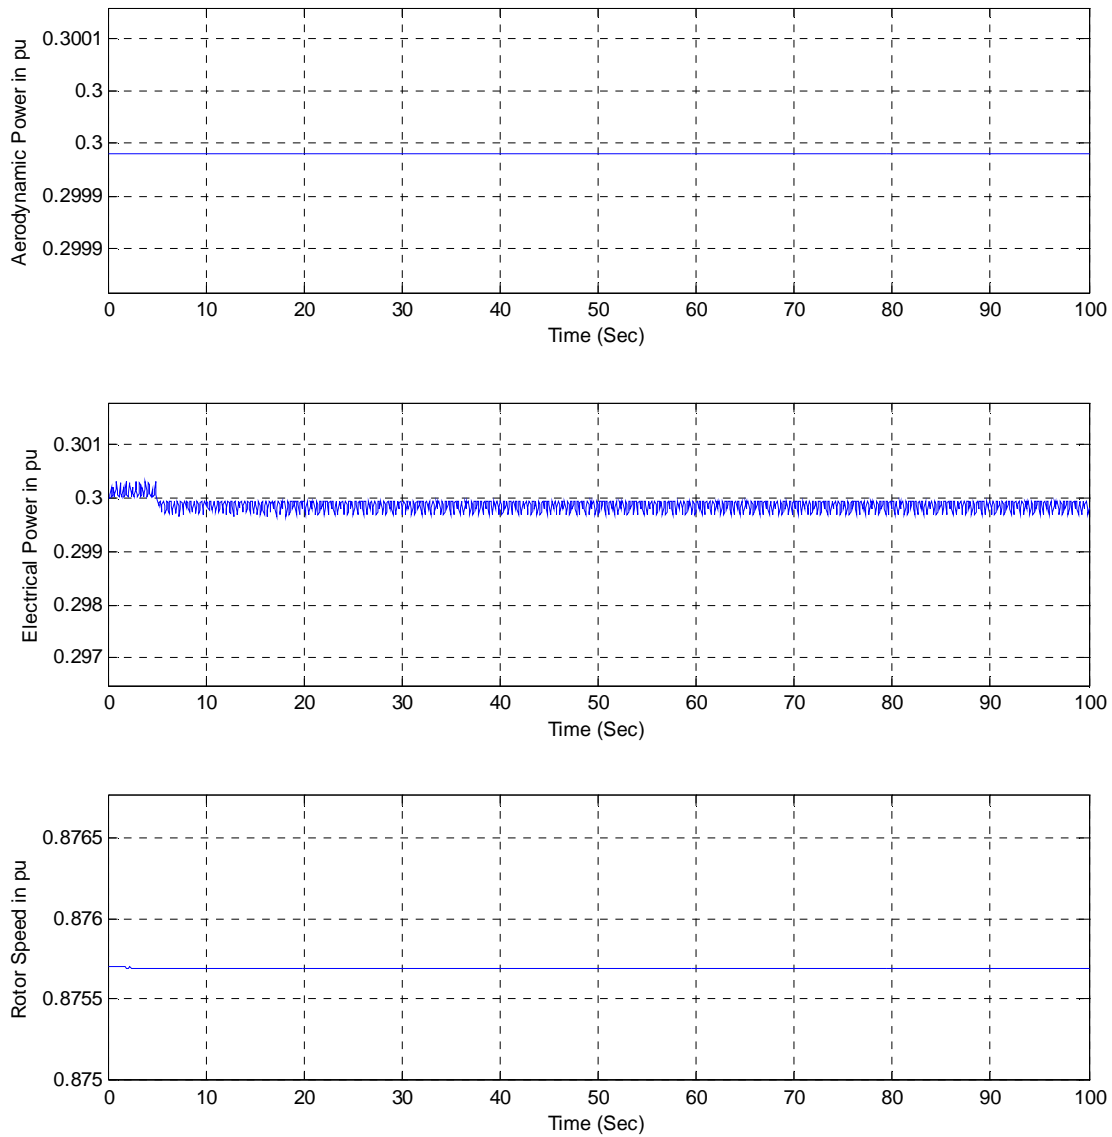 Aerodynamic Power in pu
0.3001
0.3
0.3
0.2999
0.2999
0 10 20 30 40 50 60 70 80 90 100
Time (Sec)
Electrical Power in pu
0.301
0.3
0.299
0.298
0.297
0 10 20 30 40 50 60 70 80 90 100
Time (Sec)
Rotor Speed in pu
0.8765
0.876
0.8755
0.875
0 10 20 30 40 50 60 70 80 90 100
Time (Sec)